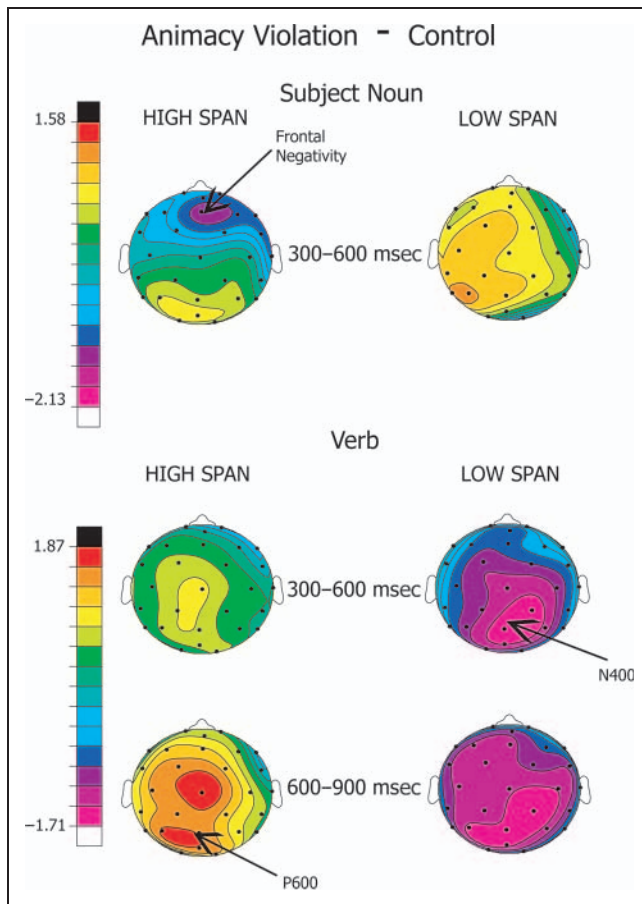 Animacy Violation - Control
Subject Noun
HIGH SPAN
LOW SPAN
1.58
Frontal
Negativity
300–600 msec
−2.13
Verb
HIGH SPAN
LOW SPAN
1.87
300–600 msec
N400
600–900 msec
−1.71
P600